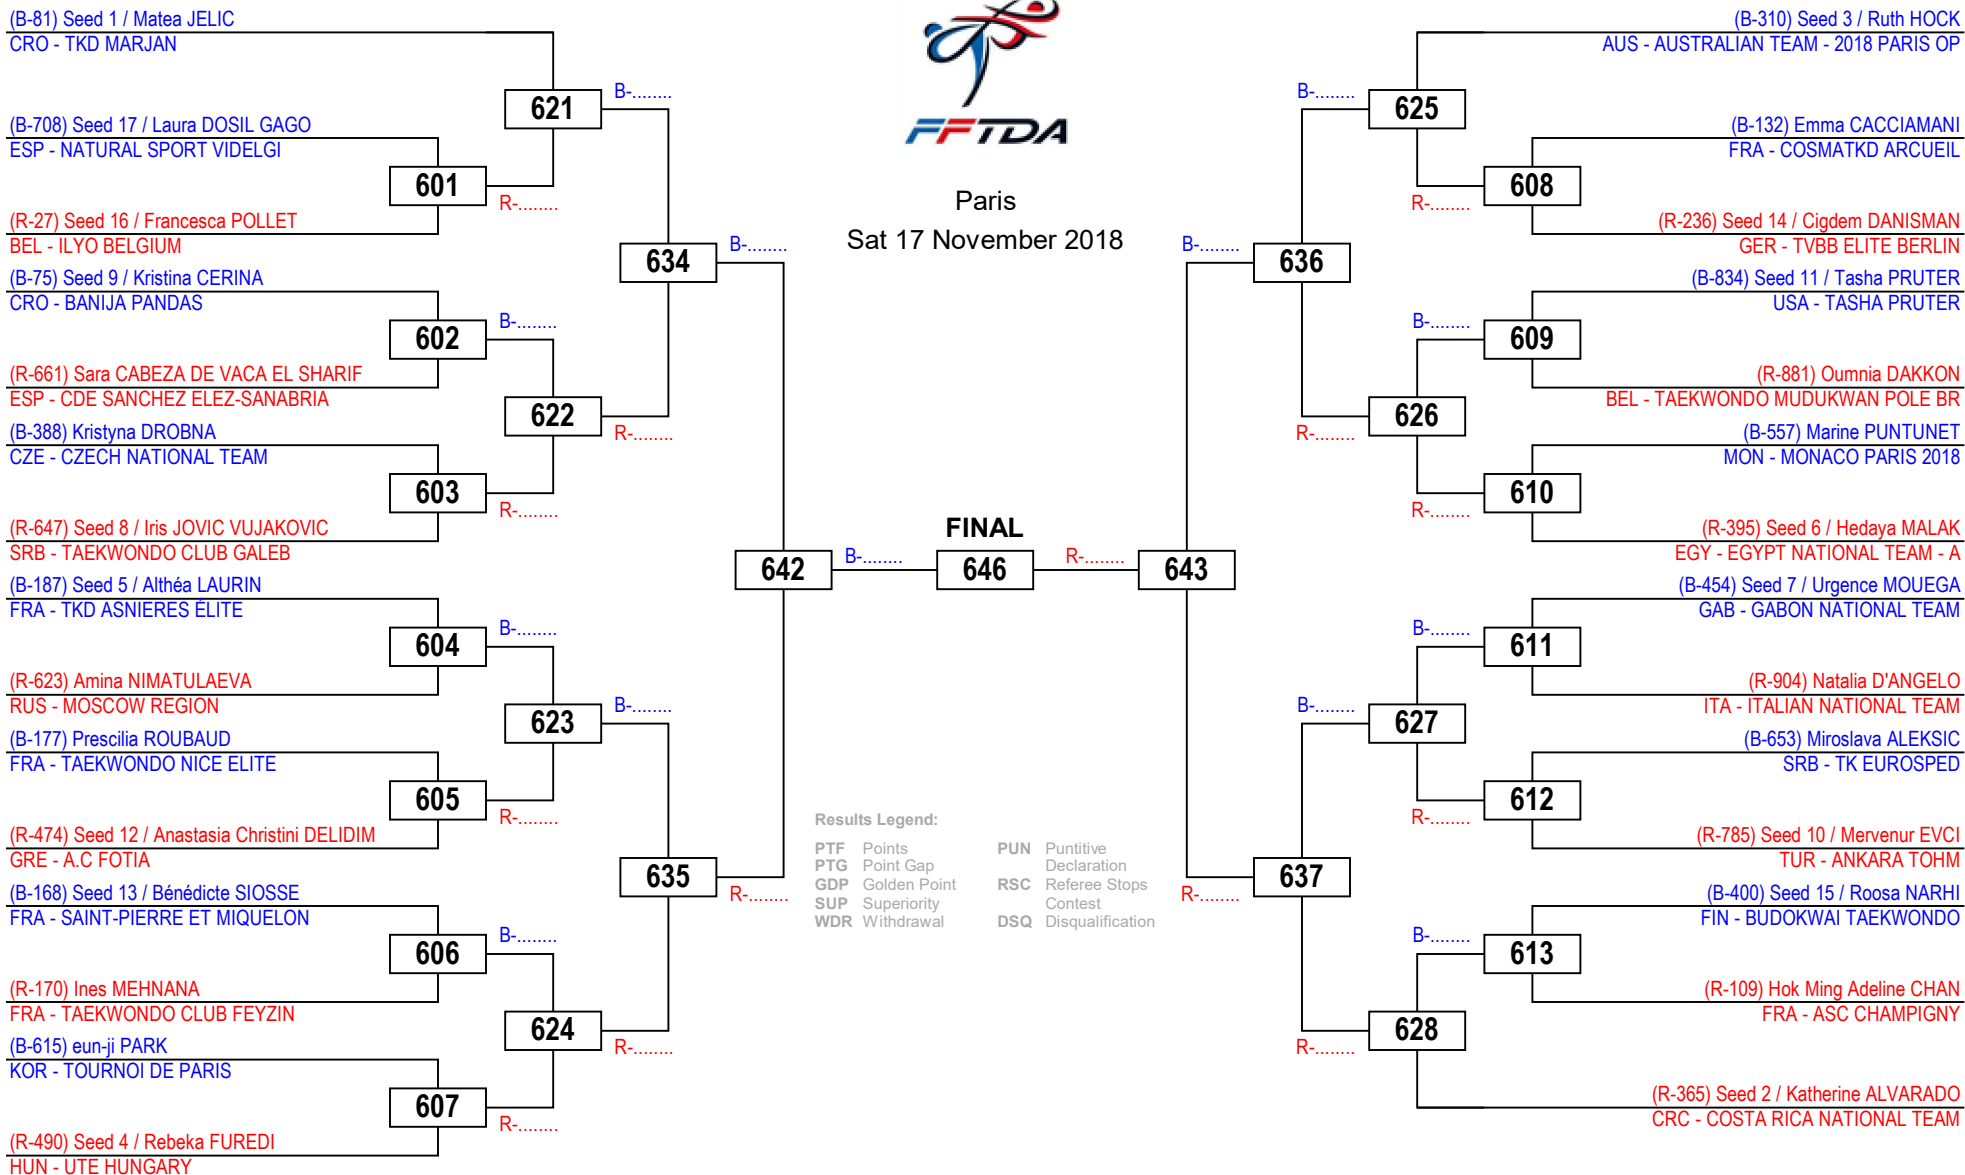 (B-81) Seed 1 / Matea JELIC
CRO - TKD MARJAN
(B-708) Seed 17 / Laura DOSIL GAGO
ESP - NATURAL SPORT VIDELGI
(R-27) Seed 16 / Francesca POLLET
BEL - ILYO BELGIUM
(B-75) Seed 9 / Kristina CERINA
CRO - BANIJA PANDAS
(R-661) Sara CABEZA DE VACA EL SHARIF
ESP - CDE SANCHEZ ELEZ-SANABRIA
(B-388) Kristyna DROBNA
CZE - CZECH NATIONAL TEAM
(R-647) Seed 8 / Iris JOVIC VUJAKOVIC
SRB - TAEKWONDO CLUB GALEB
(B-187) Seed 5 / Althéa LAURIN
FRA - TKD ASNIERES ÉLITE
(R-623) Amina NIMATULAEVA
RUS - MOSCOW REGION
(B-177) Prescilia ROUBAUD
FRA - TAEKWONDO NICE ELITE
(R-474) Seed 12 / Anastasia Christini DELIDIM
GRE - A.C FOTIA
(B-168) Seed 13 / Bénédicte SIOSSE
FRA - SAINT-PIERRE ET MIQUELON
(R-170) Ines MEHNANA
FRA - TAEKWONDO CLUB FEYZIN
(B-615) eun-ji PARK
KOR - TOURNOI DE PARIS
(R-490) Seed 4 / Rebeka FUREDI
HUN - UTE HUNGARY
601
602
603
604
605
606
607
R-........
B-........
R-........
B-........
R-........
B-........
R-........
621
622
623
624
B-........
R-........
B-........
R-........
634
635
B-........
R-........
642
B-........
FFTDA
Paris
Sat 17 November 2018
FINAL
646
R-........
643
Results Legend:
PTF Points
PTG Point Gap
GDP Golden Point
SUP Superiority
WDR Withdrawal
PUN Puntitive
Declaration
RSC Referee Stops
Contest
DSQ Disqualification
B-........
R-........
636
637
B-........
R-........
B-........
R-........
625
626
627
628
R-........
B-........
R-........
B-........
R-........
B-........
608
609
610
611
612
613
(B-310) Seed 3 / Ruth HOCK
AUS - AUSTRALIAN TEAM - 2018 PARIS OP
(B-132) Emma CACCIAMANI
FRA - COSMATKD ARCUEIL
(R-236) Seed 14 / Cigdem DANISMAN
GER - TVBB ELITE BERLIN
(B-834) Seed 11 / Tasha PRUTER
USA - TASHA PRUTER
(R-881) Oumnia DAKKON
BEL - TAEKWONDO MUDUKWAN POLE BR
(B-557) Marine PUNTUNET
MON - MONACO PARIS 2018
(R-395) Seed 6 / Hedaya MALAK
EGY - EGYPT NATIONAL TEAM - A
(B-454) Seed 7 / Urgence MOUEGA
GAB - GABON NATIONAL TEAM
(R-904) Natalia D'ANGELO
ITA - ITALIAN NATIONAL TEAM
(B-653) Miroslava ALEKSIC
SRB - TK EUROSPED
(R-785) Seed 10 / Mervenur EVCI
TUR - ANKARA TOHM
(B-400) Seed 15 / Roosa NARHI
FIN - BUDOKWAI TAEKWONDO
(R-109) Hok Ming Adeline CHAN
FRA - ASC CHAMPIGNY
(R-365) Seed 2 / Katherine ALVARADO
CRC - COSTA RICA NATIONAL TEAM